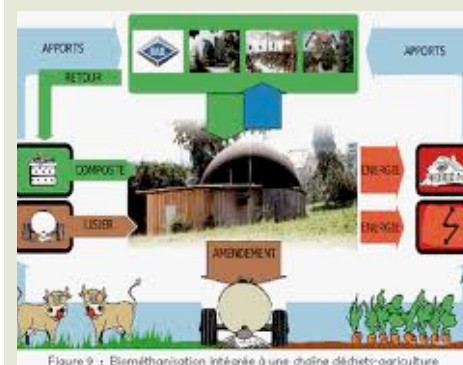 APPORTS
APPORTS
RETOUR
COMPOSTE
ENERGIE
LISIER
ENERGIE
AMENDEMENT
Figure 9 : Biométhanisation intégrée à une chaîne déchets-agriculture